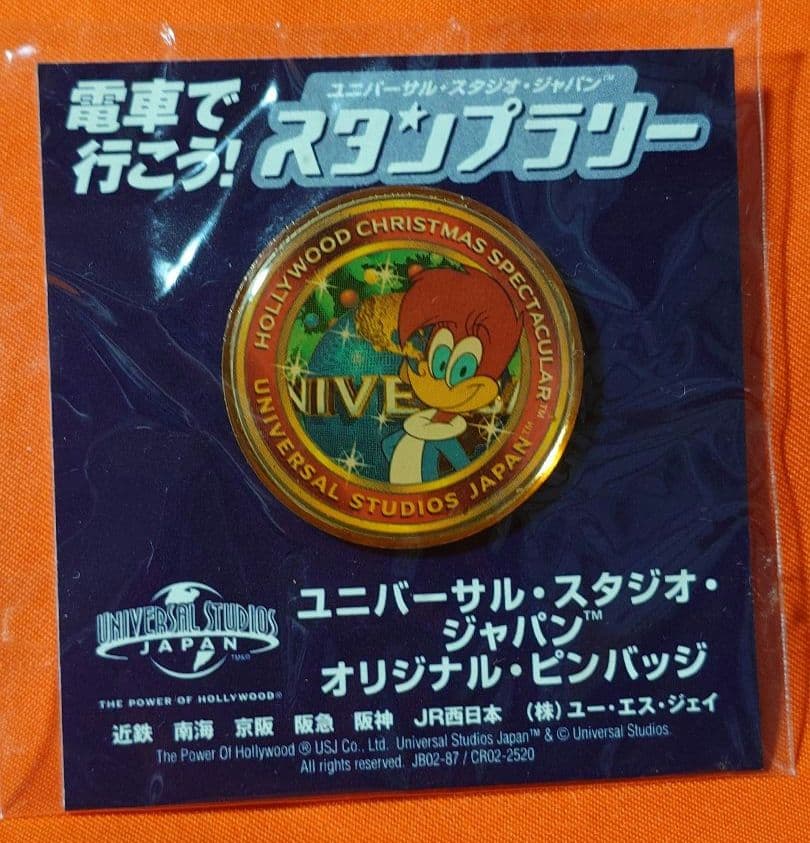 電車で
行こう!
ユニバーサル・スタジオ・ジャパン™
スタンプラリー
HOLLYWOOD CHRISTMAS SPECTACULAR™
UNIVERSAL STUDIOS JAPAN™
UNIVERSAL
UNIVERSAL STUDIOS
JAPAN
THE POWER OF HOLLYWOOD®
ユニバーサル・スタジオ・
ジャパン™
オリジナル・ピンバッジ
近鉄 南海 京阪 阪急 阪神 JR西日本 (株)ユー・エス・ジェイ
The Power Of Hollywood ® USJ Co., Ltd. Universal Studios Japan™ & © Universal Studios.
All rights reserved. JB02-87 / CR02-2520